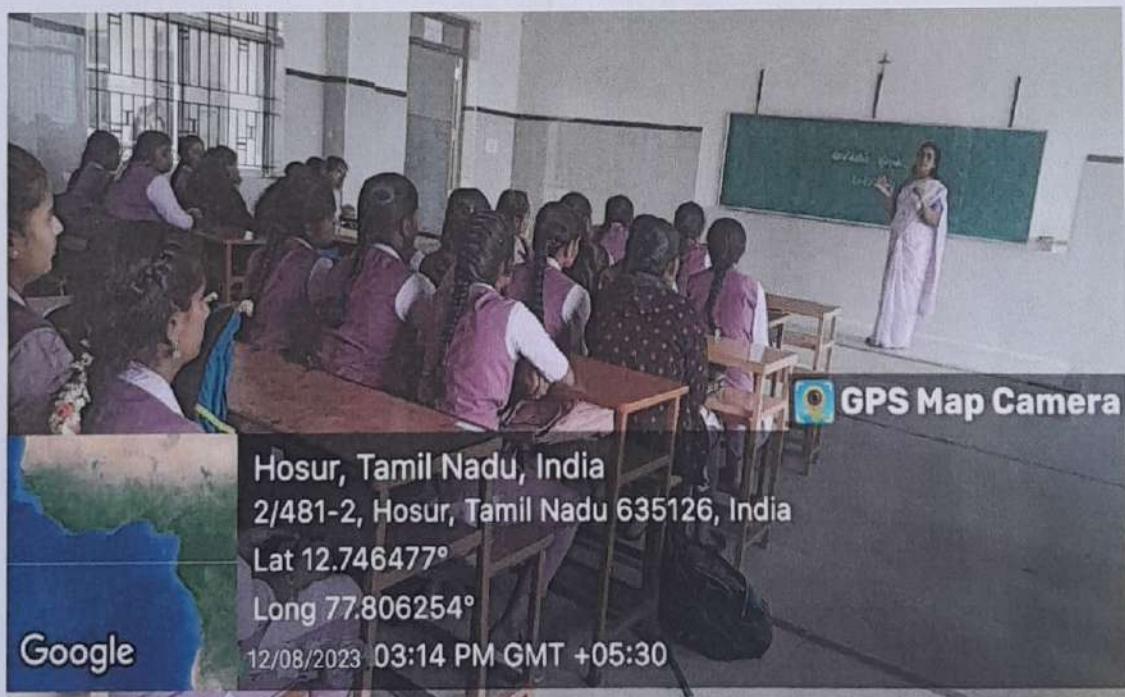 GPS Map Camera
Hosur, Tamil Nadu, India
2/481-2, Hosur, Tamil Nadu 635126, India
Lat 12.746477°
Long 77.806254°
12/08/2023 03:14 PM GMT +05:30
Google